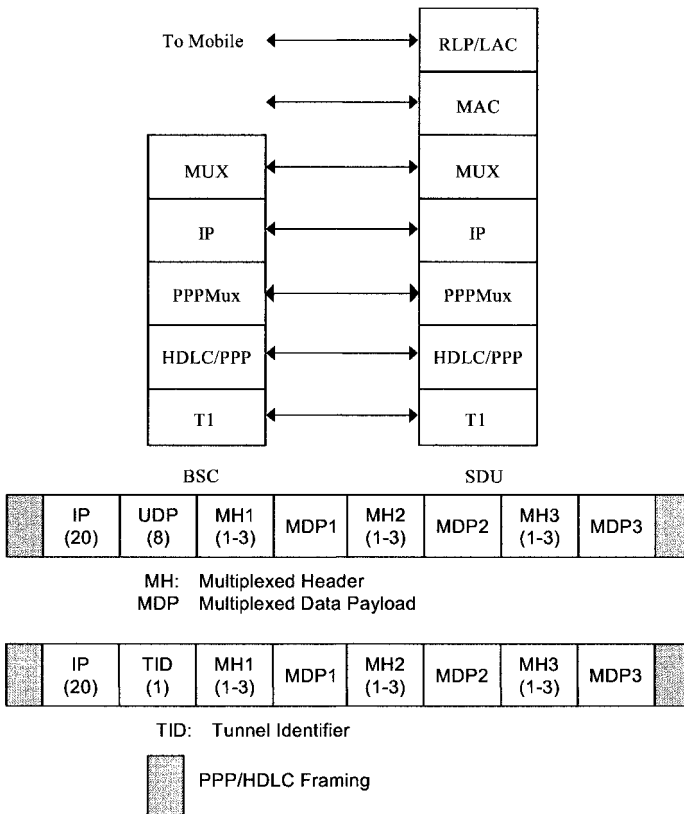 To Mobile RLP/LAC
MAC
MUX MUX
IP IP
PPPMux PPPMux
HDLC/PPP HDLC/PPP
T1 T1
BSC SDU
IP UDP MH1 MDP1 MH2 MDP2 MH3 MDP3
(20) (8) (1-3) (1-3) (1-3)
MH: Multiplexed Header
MDP Multiplexed Data Payload
IP TID MH1 MDP1 MH2 MDP2 MH3 MDP3
(20) (1) (1-3) (1-3) (1-3)
TID: Tunnel Identifier
PPP/HDLC Framing